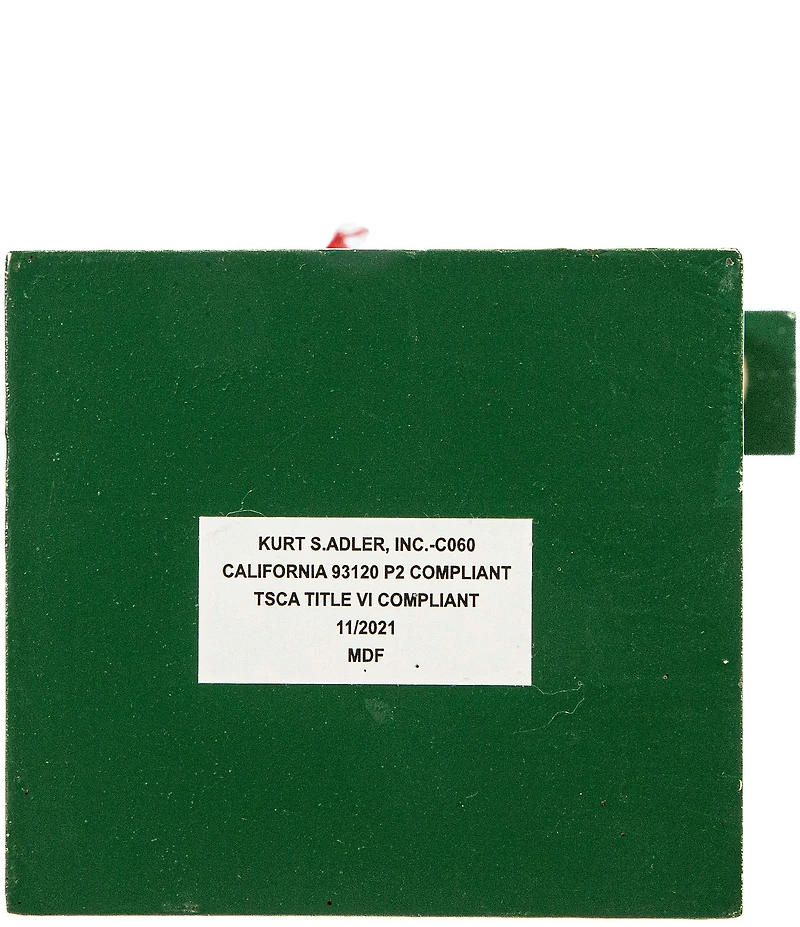 KURT S.ADLER, INC.-C060
CALIFORNIA 93120 P2 COMPLIANT
TSCA TITLE VI COMPLIANT
11/2021
MDF